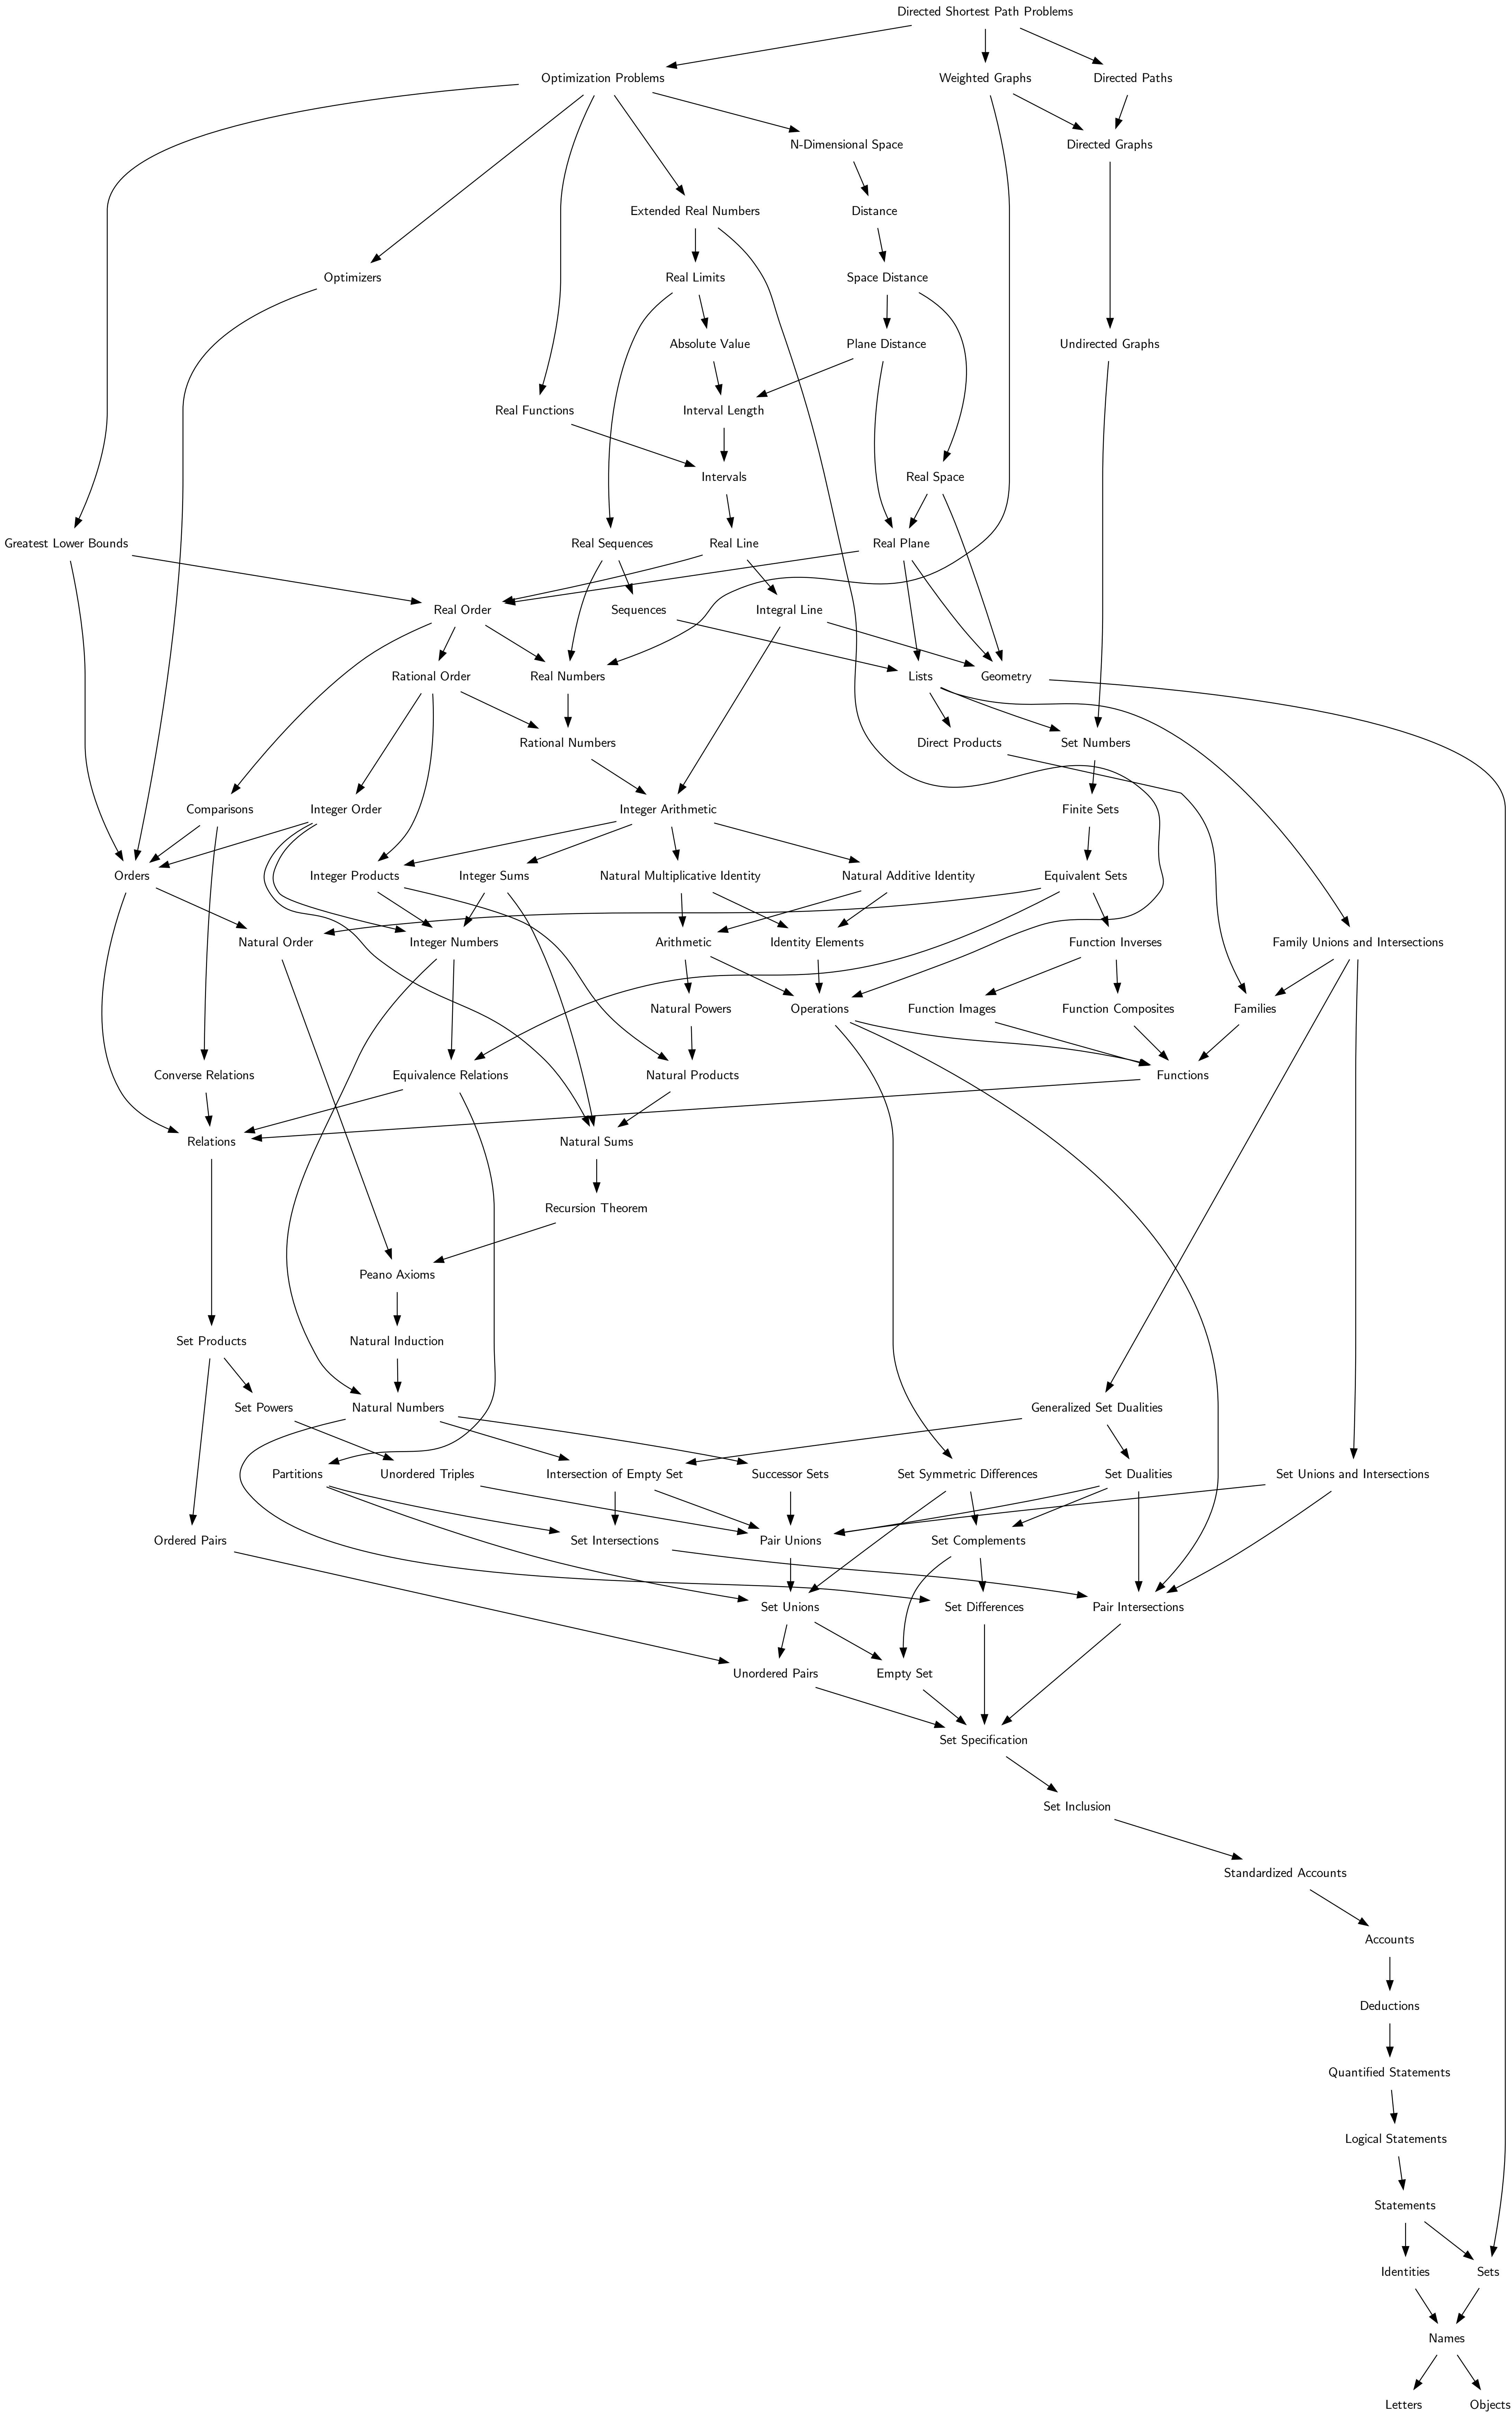 Directed Shortest Path Problems
Optimization Problems
Weighted Graphs
Directed Paths
N-Dimensional Space
Directed Graphs
Extended Real Numbers
Distance
Optimizers
Real Limits
Space Distance
Absolute Value
Plane Distance
Undirected Graphs
Real Functions
Interval Length
Intervals
Real Space
Greatest Lower Bounds
Real Sequences
Real Line
Real Plane
Real Order
Sequences
Integral Line
Rational Order
Real Numbers
Lists
Geometry
Rational Numbers
Direct Products
Set Numbers
Comparisons
Integer Order
Integer Arithmetic
Finite Sets
Orders
Integer Products
Integer Sums
Natural Multiplicative Identity
Natural Additive Identity
Equivalent Sets
Natural Order
Integer Numbers
Arithmetic
Identity Elements
Function Inverses
Family Unions and Intersections
Natural Powers
Operations
Function Images
Function Composites
Families
Converse Relations
Equivalence Relations
Natural Products
Functions
Relations
Natural Sums
Recursion Theorem
Peano Axioms
Set Products
Natural Induction
Set Powers
Natural Numbers
Generalized Set Dualities
Partitions
Unordered Triples
Intersection of Empty Set
Successor Sets
Set Symmetric Differences
Set Dualities
Set Unions and Intersections
Ordered Pairs
Set Intersections
Pair Unions
Set Complements
Set Unions
Set Differences
Pair Intersections
Unordered Pairs
Empty Set
Set Specification
Set Inclusion
Standardized Accounts
Accounts
Deductions
Quantified Statements
Logical Statements
Statements
Identities
Sets
Names
Letters
Objects